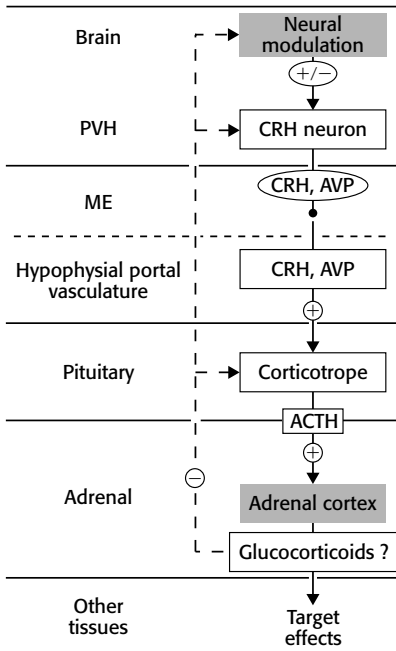 Brain
Neural
modulation
+/−
PVH
CRH neuron
ME
CRH, AVP
Hypophysial portal
vasculature
CRH, AVP
+
Pituitary
Corticotrope
ACTH
+
−
Adrenal
Adrenal cortex
Glucocorticoids ?
Other
tissues
Target
effects